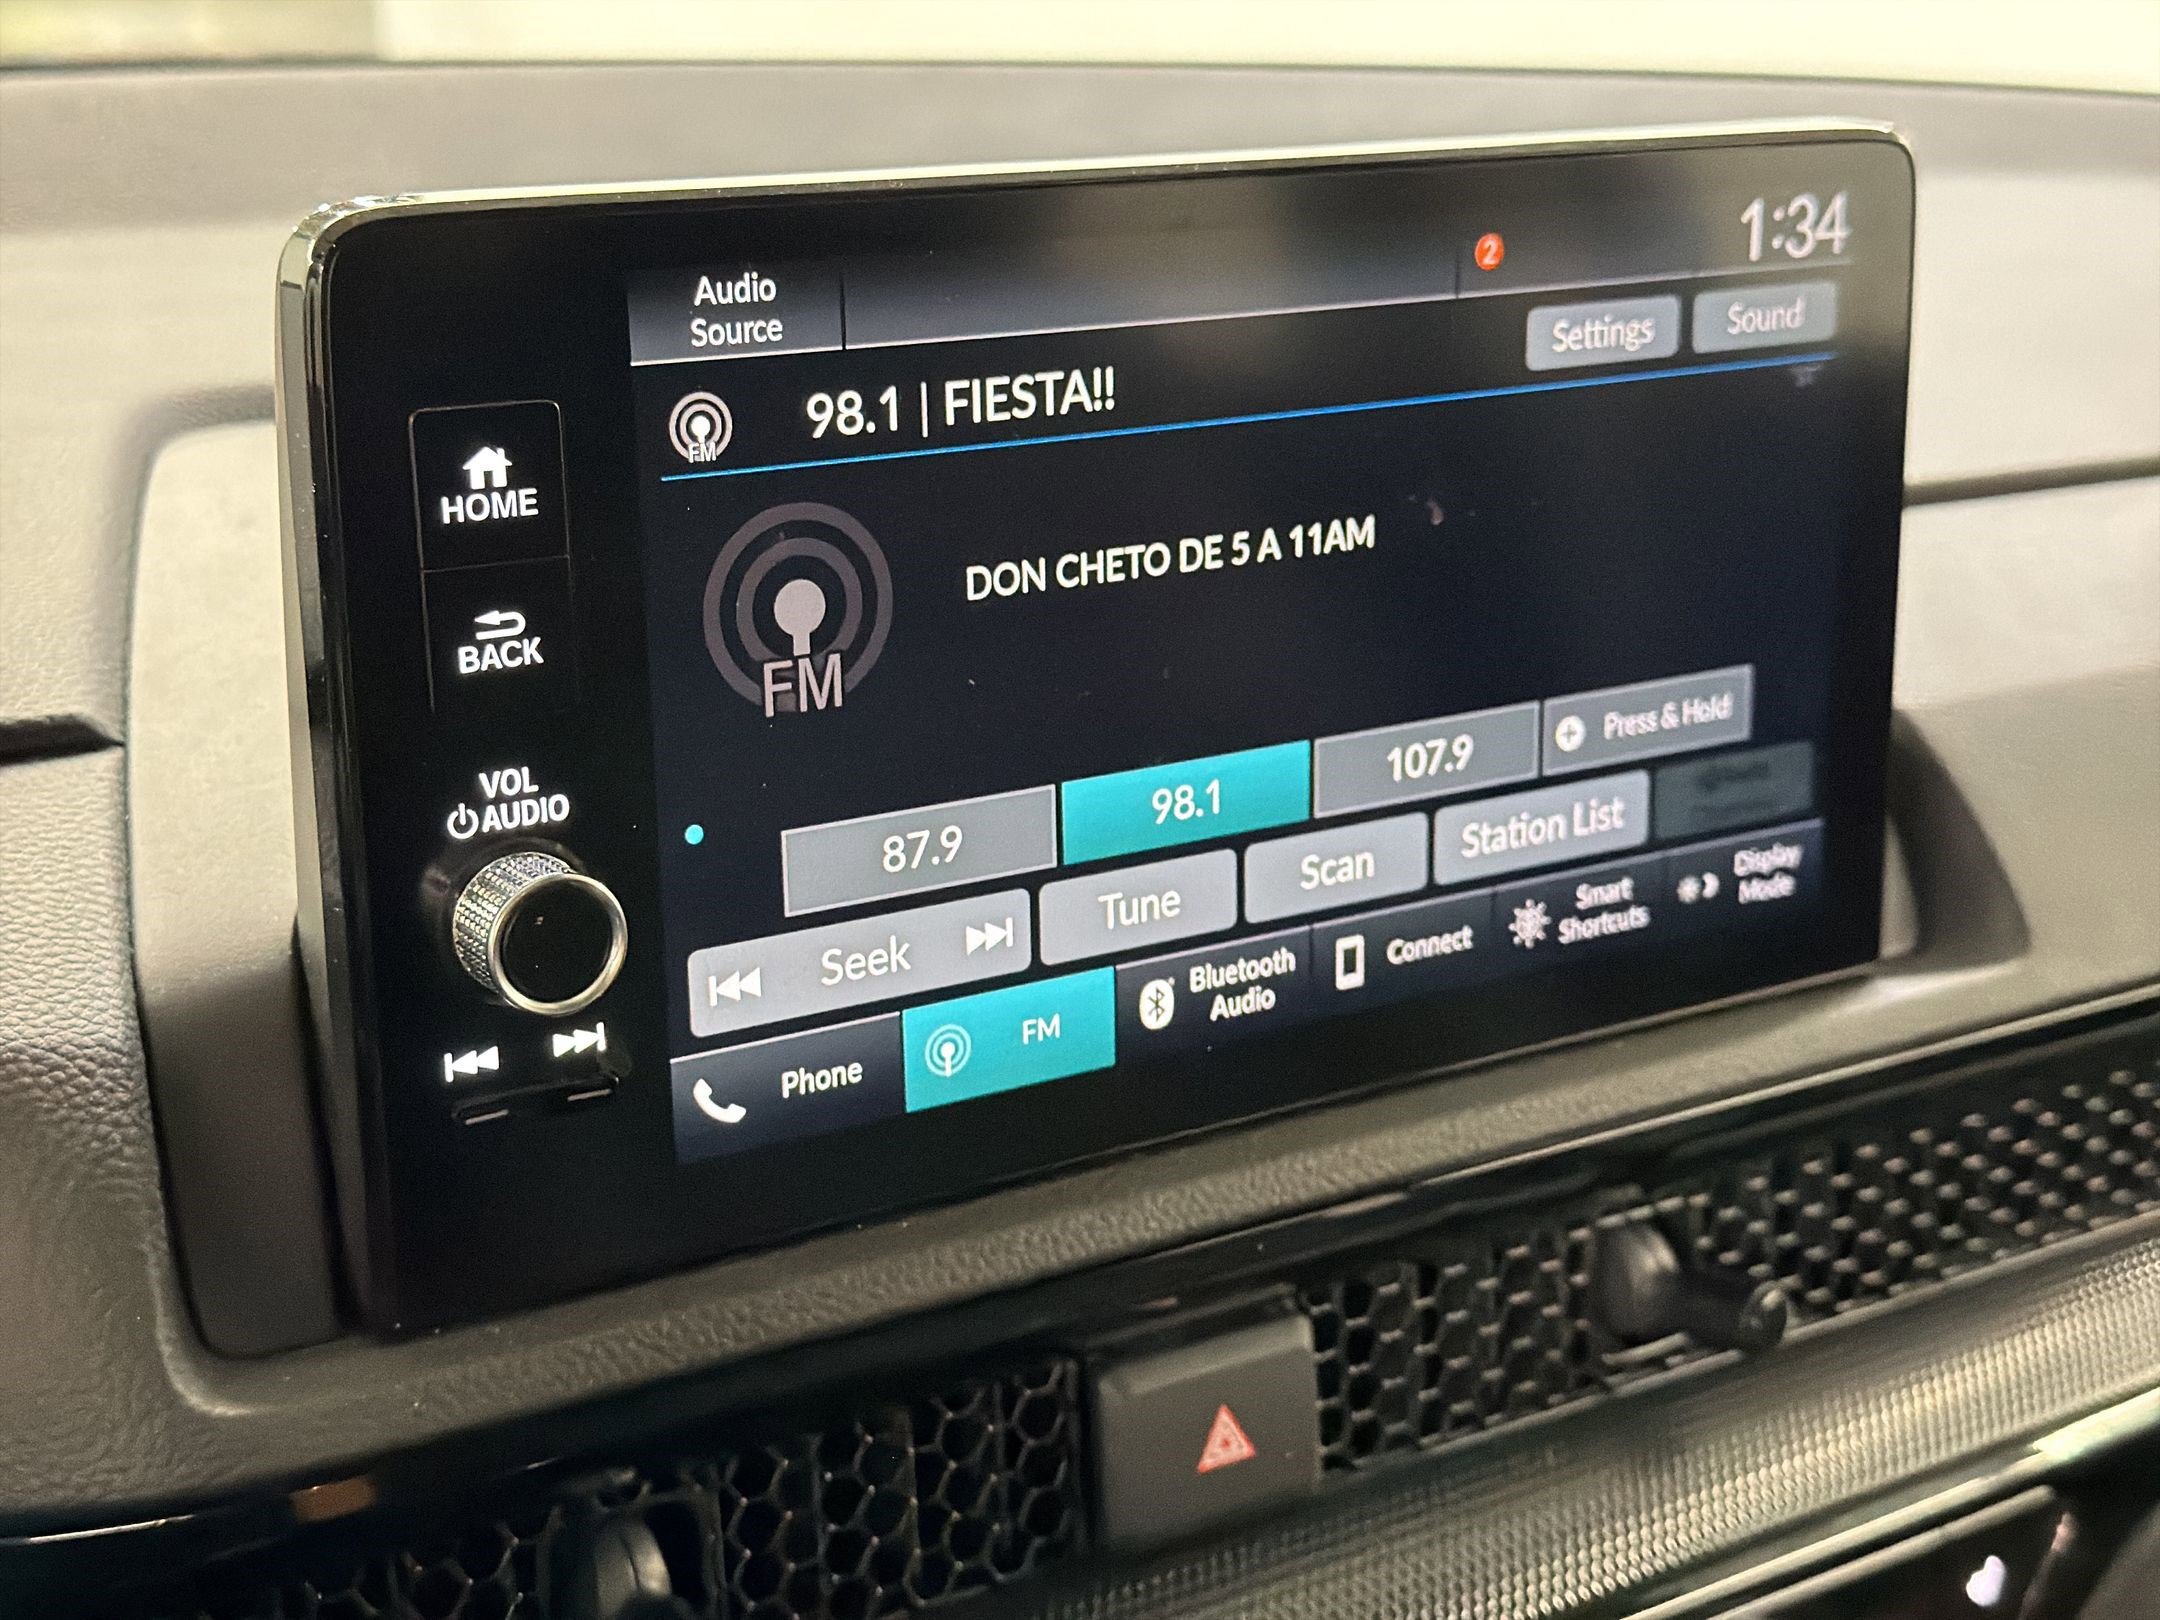 1:34
2
Audio
Source
Settings
Sound
FM
98.1 | FIESTA!!
HOME
BACK
FM
DON CHETO DE 5 A 11AM
VOL
AUDIO
87.9
98.1
107.9
+ Press & Hold
Seek
Tune
Scan
Station List
Phone
FM
Bluetooth
Audio
Connect
Smart
Shortcuts
Display
Mode